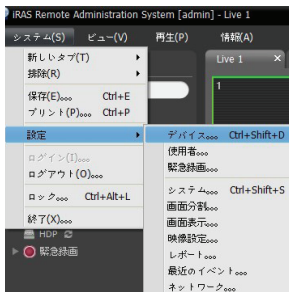 iRAS Remote Administration System [admin] - Live 1
システム(S) ビュー(V) 再生(P) 情報(A)
新しいタブ(T)
排除(R)
保存(E)... Ctrl+E
プリント(P)... Ctrl+P
設定
ログイン(I)...
ログアウト(O)...
ロック... Ctrl+Alt+L
終了(X)...
HDP
緊急録画
Live 1 ×
1
デバイス... Ctrl+Shift+D
使用者...
緊急録画...
システム... Ctrl+Shift+S
画面分割...
画面表示...
映像設定...
レポート...
最近のイベント...
ネットワーク...